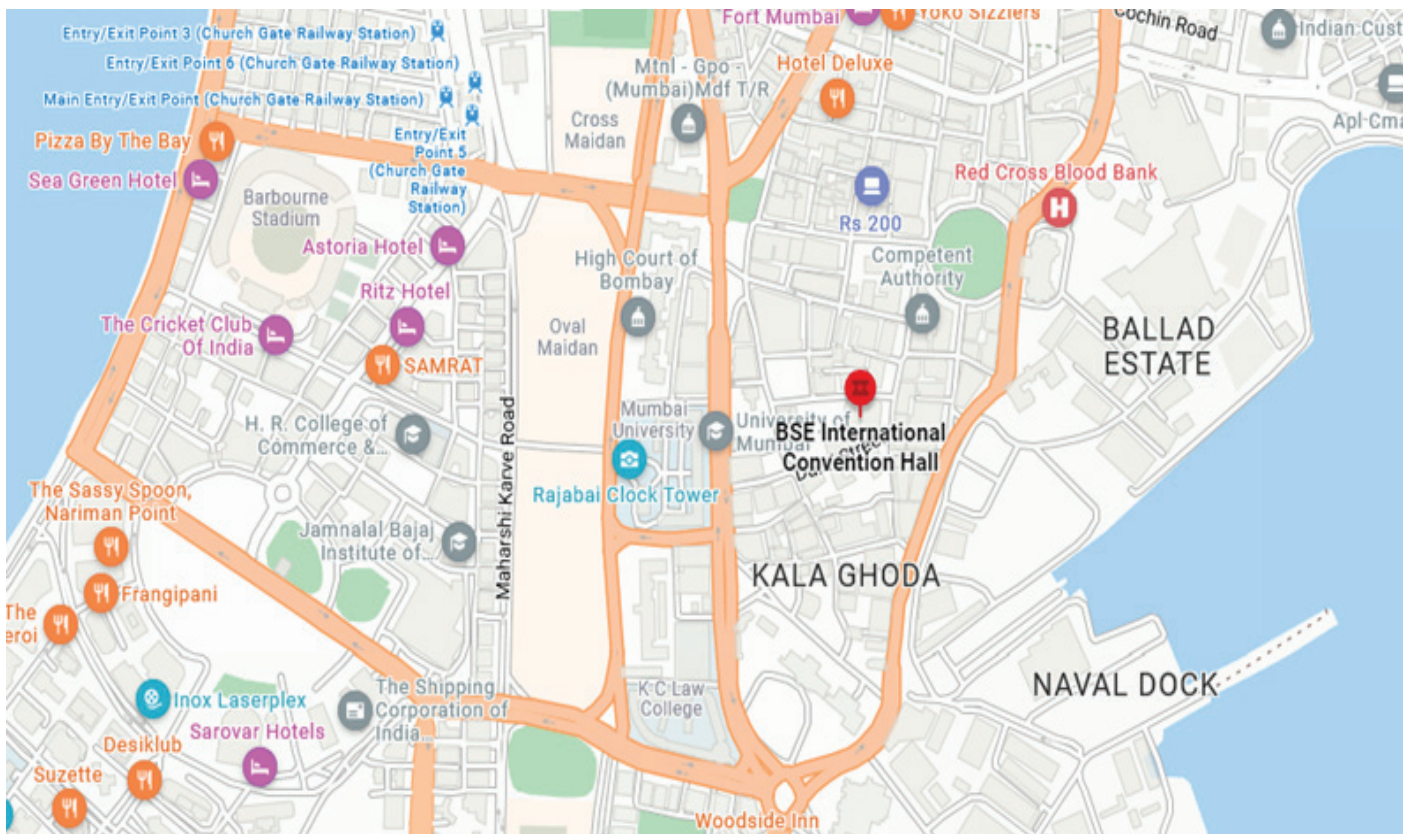 Fort Mumbai
Yoko Sizzlers
Cochin Road
Indian Cust
Entry/Exit Point 3 (Church Gate Railway Station)
Entry/Exit Point 6 (Church Gate Railway Station)
Main Entry/Exit Point (Church Gate Railway Station)
Mtnl - Gpo -
(Mumbai)Mdf T/R
Hotel Deluxe
Apl Cma
Pizza By The Bay
Entry/Exit
Point 5
(Church Gate
Railway
Station)
Cross
Maidan
Sea Green Hotel
Barbourne
Stadium
Red Cross Blood Bank
H
Rs 200
Astoria Hotel
High Court of
Bombay
Competent
Authority
Ritz Hotel
The Cricket Club
Of India
Oval
Maidan
BALLAD
ESTATE
SAMRAT
H. R. College of
Commerce &...
Maharshi Karve Road
Mumbai
University
University of
Mumbai
BSE International
Convention Hall
Rajabai Clock Tower
The Sassy Spoon,
Nariman Point
Jamnalal Bajaj
Institute of...
KALA GHODA
Frangipani
The
eroi
NAVAL DOCK
Inox Laserplex
The Shipping
Corporation of
India...
K C Law
College
Sarovar Hotels
Desiklub
Suzette
Woodside Inn